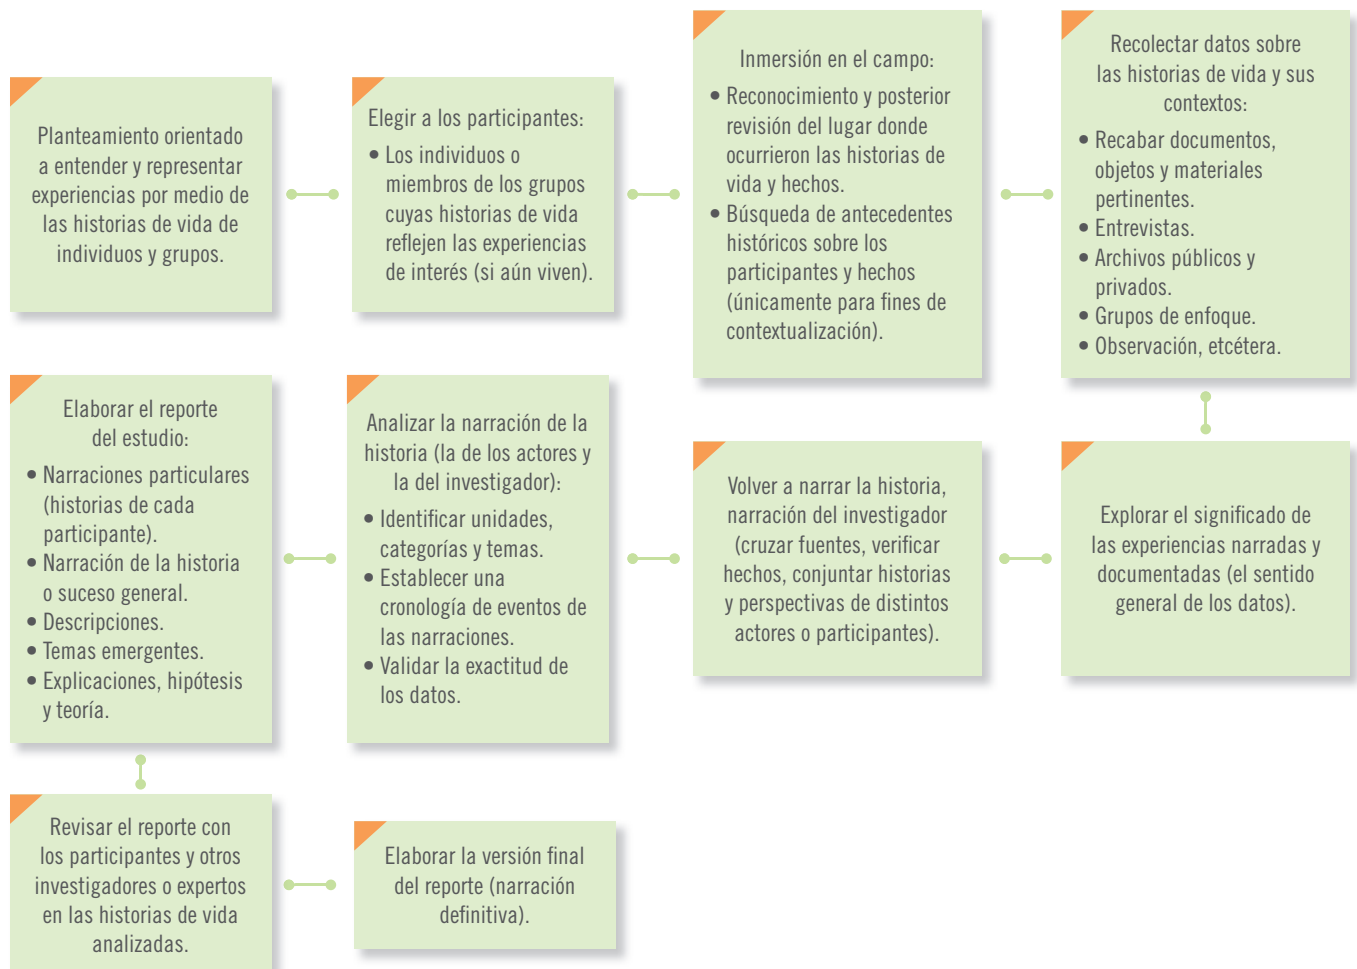 Planteamiento orientado
a entender y representar
experiencias por medio de
las historias de vida de
individuos y grupos.
Elegir a los participantes:
• Los individuos o
miembros de los grupos
cuyas historias de vida
reflejen las experiencias
de interés (si aún viven).
Inmersión en el campo:
• Reconocimiento y posterior
revisión del lugar donde
ocurrieron las historias de
vida y hechos.
• Búsqueda de antecedentes
históricos sobre los
participantes y hechos
(únicamente para fines de
contextualización).
Recolectar datos sobre
las historias de vida y sus
contextos:
• Recabar documentos,
objetos y materiales
pertinentes.
• Entrevistas.
• Archivos públicos y
privados.
• Grupos de enfoque.
• Observación, etcétera.
Explorar el significado de
las experiencias narradas y
documentadas (el sentido
general de los datos).
Volver a narrar la historia,
narración del investigador
(cruzar fuentes, verificar
hechos, conjuntar historias
y perspectivas de distintos
actores o participantes).
Analizar la narración de la
historia (la de los actores y
la del investigador):
• Identificar unidades,
categorías y temas.
• Establecer una
cronología de eventos de
las narraciones.
• Validar la exactitud de
los datos.
Elaborar el reporte
del estudio:
• Narraciones particulares
(historias de cada
participante).
• Narración de la historia
o suceso general.
• Descripciones.
• Temas emergentes.
• Explicaciones, hipótesis
y teoría.
Revisar el reporte con
los participantes y otros
investigadores o expertos
en las historias de vida
analizadas.
Elaborar la versión final
del reporte (narración
definitiva).